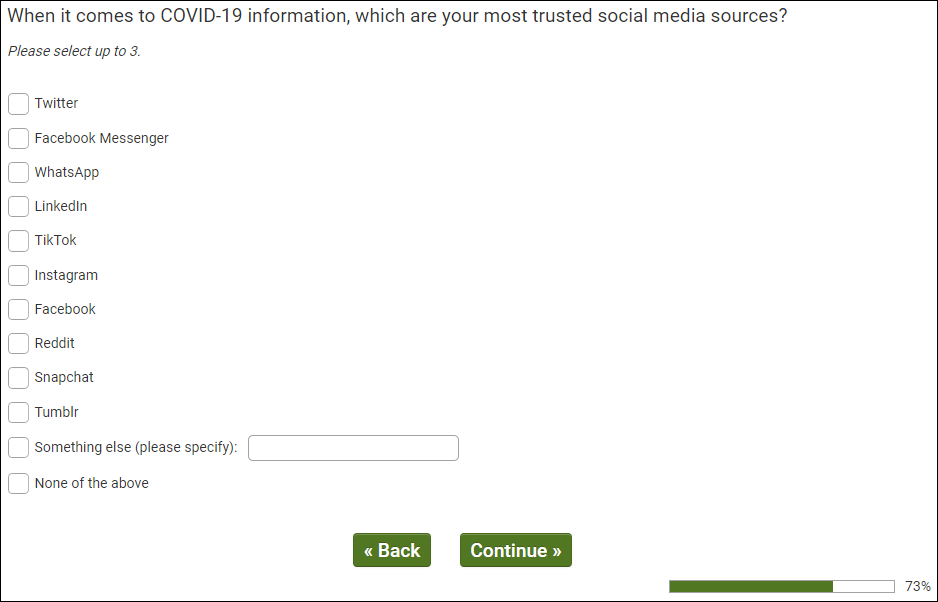 When it comes to COVID-19 information, which are your most trusted social media sources?
Please select up to 3.
Twitter
Facebook Messenger
WhatsApp
LinkedIn
TikTok
Instagram
Facebook
Reddit
Snapchat
Tumblr
Something else (please specify):
None of the above
« Back Continue »
73%